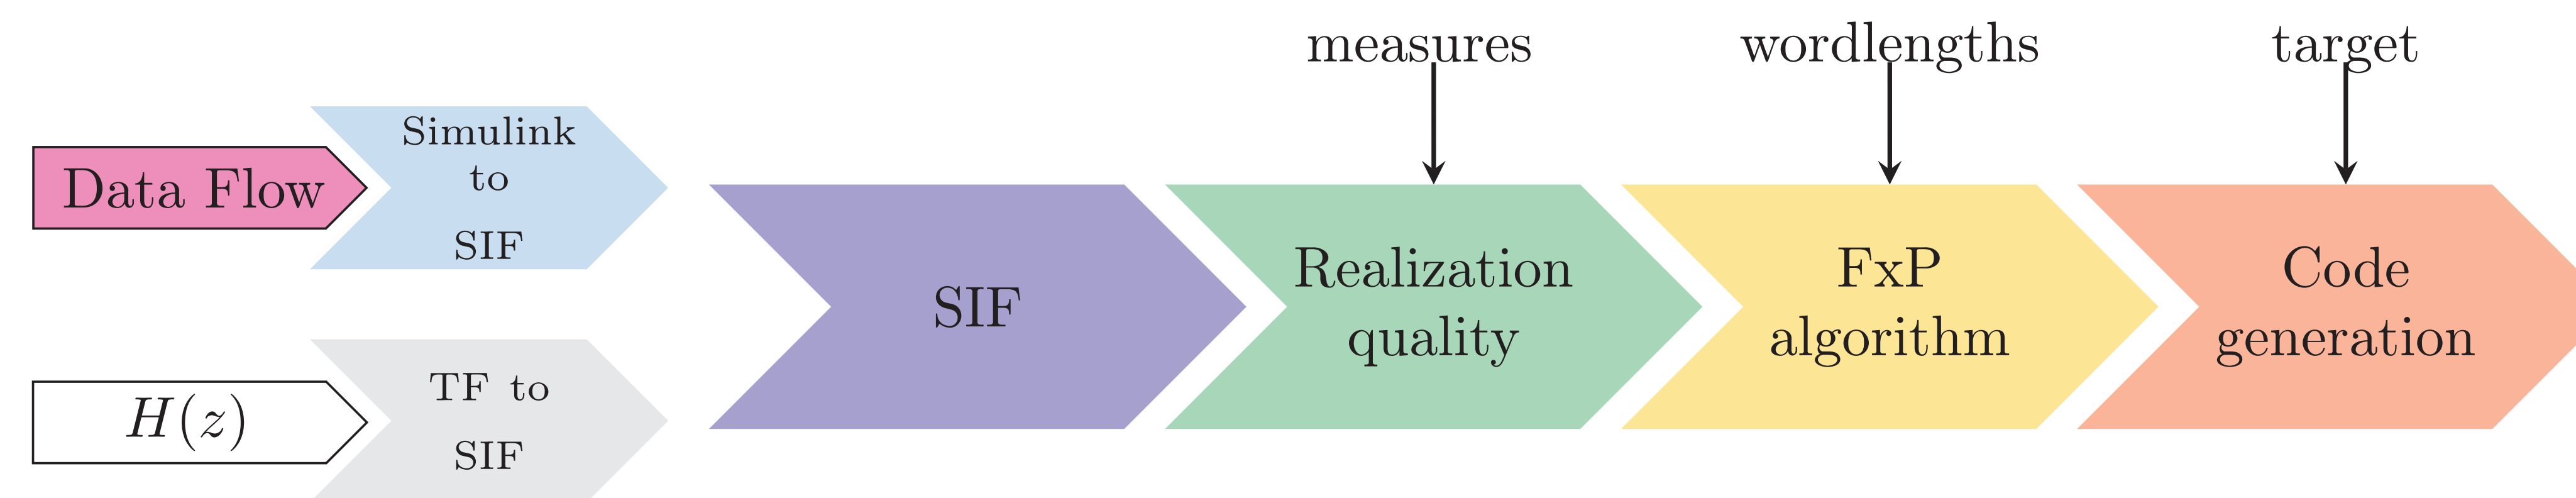 measures
wordlengths
target
Data Flow
Simulink
to
SIF
H(z)
TF to
SIF
SIF
Realization
quality
FxP
algorithm
Code
generation